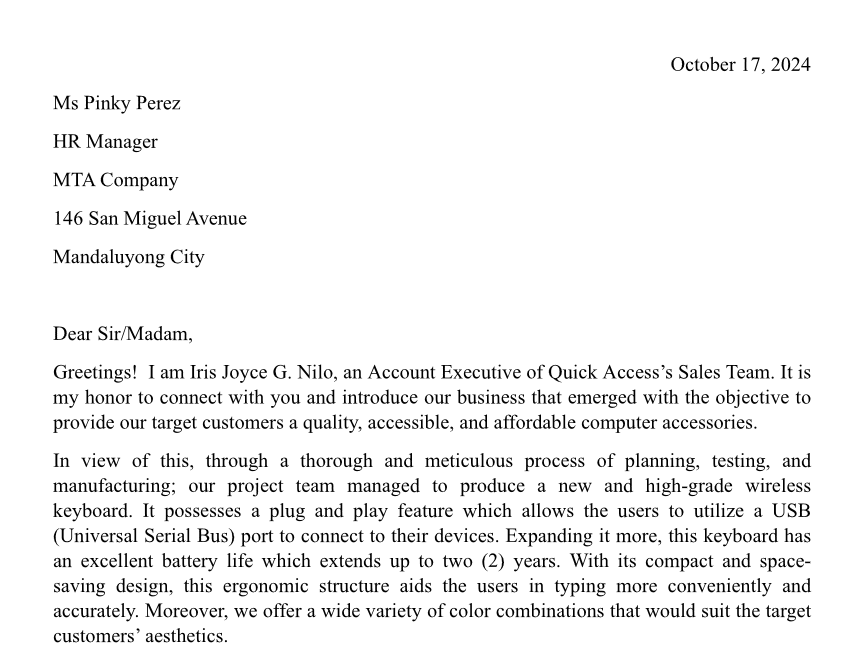 October 17, 2024
Ms Pinky Perez
HR Manager
MTA Company
146 San Miguel Avenue
Mandaluyong City
Dear Sir/Madam,
Greetings!  I am Iris Joyce G. Nilo, an Account Executive of Quick Access’s Sales Team. It is
my honor to connect with you and introduce our business that emerged with the objective to
provide our target customers a quality, accessible, and affordable computer accessories.
In view of this, through a thorough and meticulous process of planning, testing, and
manufacturing; our project team managed to produce a new and high-grade wireless
keyboard. It possesses a plug and play feature which allows the users to utilize a USB
(Universal Serial Bus) port to connect to their devices. Expanding it more, this keyboard has
an excellent battery life which extends up to two (2) years. With its compact and space-
saving design, this ergonomic structure aids the users in typing more conveniently and
accurately. Moreover, we offer a wide variety of color combinations that would suit the target
customers’ aesthetics.